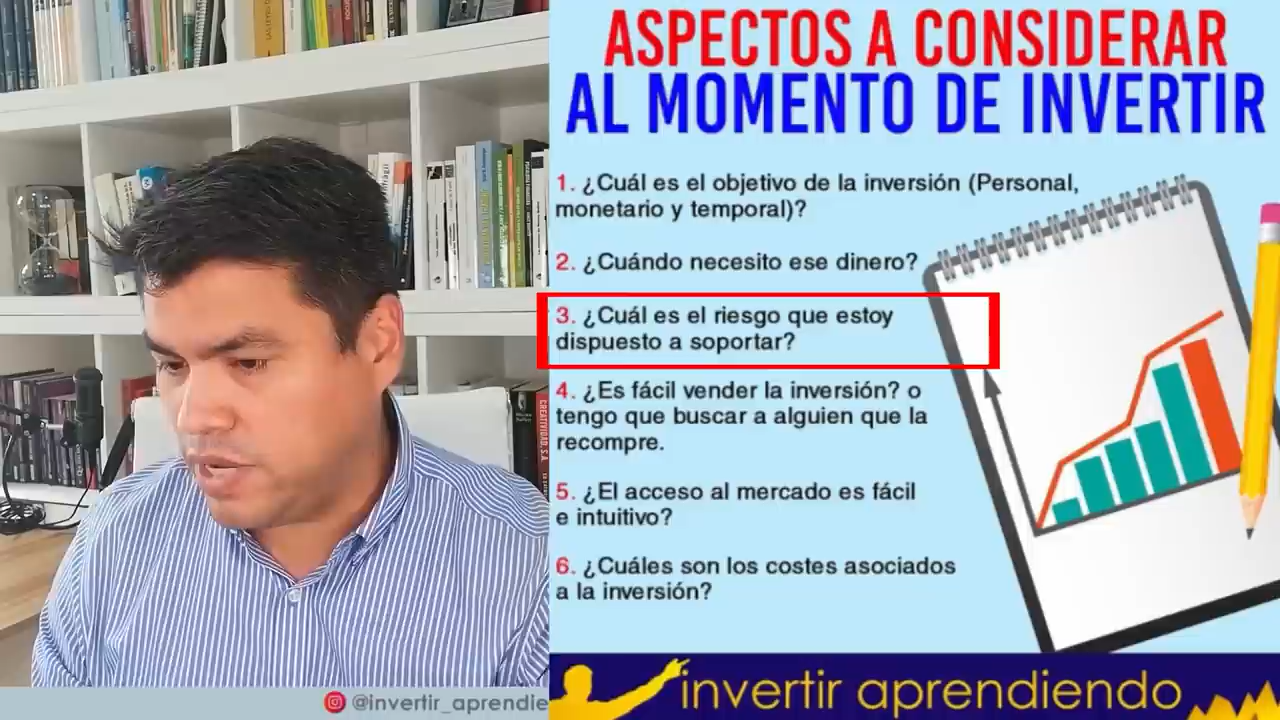 ASPECTOS A CONSIDERAR
AL MOMENTO DE INVERTIR
1. ¿Cuál es el objetivo de la inversión (Personal,
monetario y temporal)?
2. ¿Cuándo necesito ese dinero?
3. ¿Cuál es el riesgo que estoy
dispuesto a soportar?
4. ¿Es fácil vender la inversión? o
tengo que buscar a alguien que la
recompre.
5. ¿El acceso al mercado es fácil
e intuitivo?
6. ¿Cuáles son los costes asociados
a la inversión?
CREATIVIDAD, S.A.
@invertir_aprendie
invertir aprendiendo